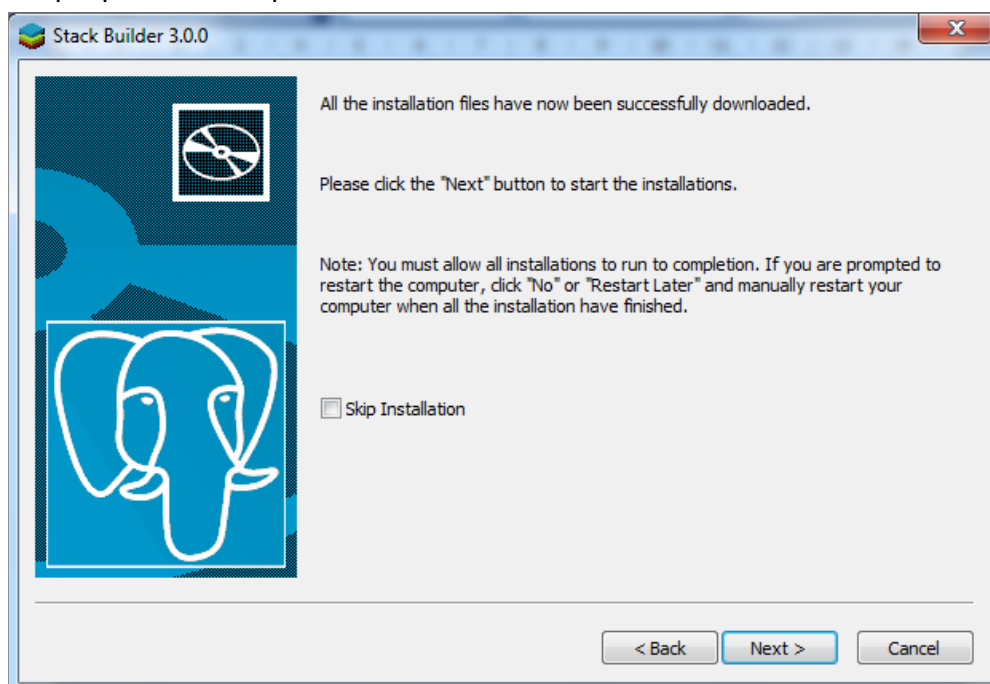 Stack Builder 3.0.0
All the installation files have now been successfully downloaded.
Please click the "Next" button to start the installations.
Note: You must allow all installations to run to completion. If you are prompted to
restart the computer, click "No" or "Restart Later" and manually restart your
computer when all the installation have finished.
Skip Installation
< Back
Next >
Cancel